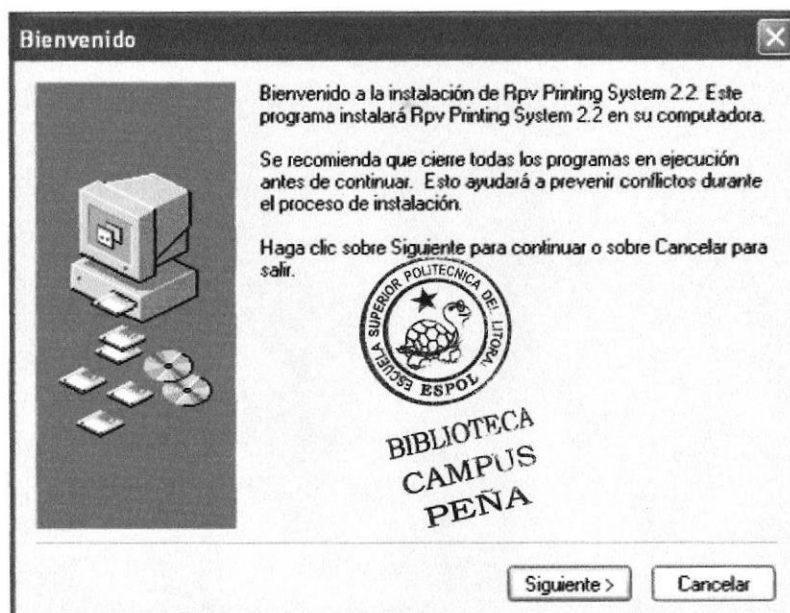 Bienvenido
Bienvenido a la instalación de Rpv Printing System 2.2. Este
programa instalará Rpv Printing System 2.2 en su computadora.
Se recomienda que cierre todas los programas en ejecución
antes de continuar. Esto ayudará a prevenir conflictos durante
el proceso de instalación.
Haga clic sobre Siguiente para continuar o sobre Cancelar para
salir.
ESCUELA SUPERIOR POLITECNICA DEL LITORAL
ESPOL
BIBLIOTECA
CAMPUS
PEÑA
Siguiente >
Cancelar